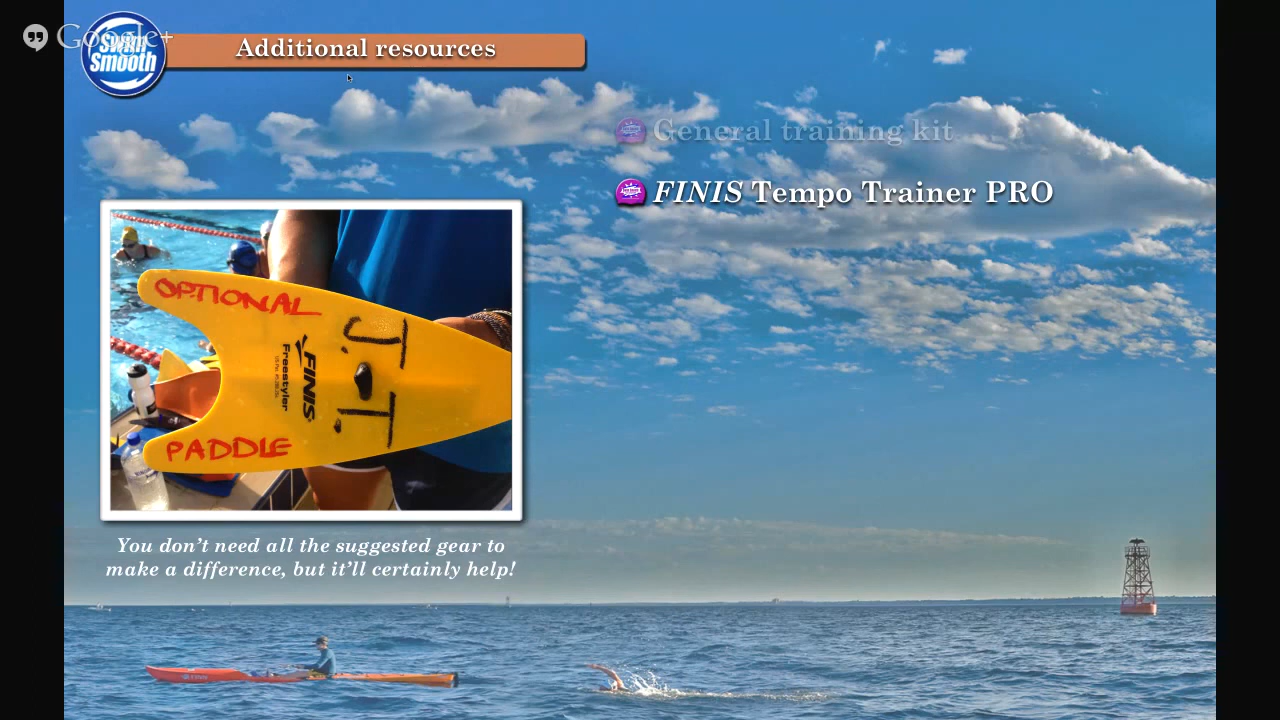 Google+
Swim
Smooth
Additional resources
General training kit
FINIS Tempo Trainer PRO
OPTIONAL
J.T.
FINIS
Freestyler
PADDLE
You don't need all the suggested gear to
make a difference, but it'll certainly help!
FINIS